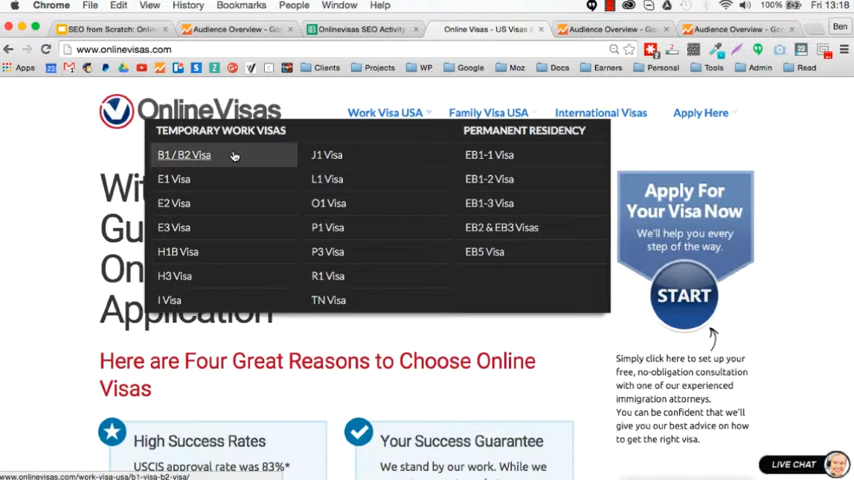 Chrome File Edit View History Bookmarks People Window Help
100% Fri 13:18
SEO from Scratch: Onlinevis
Audience Overview - Go
Onlinevisas SEO Activity
Online Visas - US Visas
Audience Overview - Goo
Audience Overview - Goo
Ben
www.onlinevisas.com
Apps Clients Projects WP Google Moz Docs Earners Personal Tools Admin Read
OnlineVisas
Work Visa USA Family Visa USA International Visas Apply Here
TEMPORARY WORK VISAS
B1 / B2 Visa
E1 Visa
E2 Visa
E3 Visa
H1B Visa
H3 Visa
I Visa
J1 Visa
L1 Visa
O1 Visa
P1 Visa
P3 Visa
R1 Visa
TN Visa
PERMANENT RESIDENCY
EB1-1 Visa
EB1-2 Visa
EB1-3 Visa
EB2 & EB3 Visas
EB5 Visa
Application
Here are Four Great Reasons to Choose Online
Visas
High Success Rates
USCIS approval rate was 83%*
Your Success Guarantee
We stand by our work. While we
Apply For
Your Visa Now
We'll help you every
step of the way.
START
Simply click here to set up your
free, no-obligation consultation
with one of our experienced
immigration attorneys.
You can be confident that we'll
give you our best advice on how
to get the right visa.
LIVE CHAT
www.onlinevisas.com/work-visa-usa/b1-visa-b2-visa/